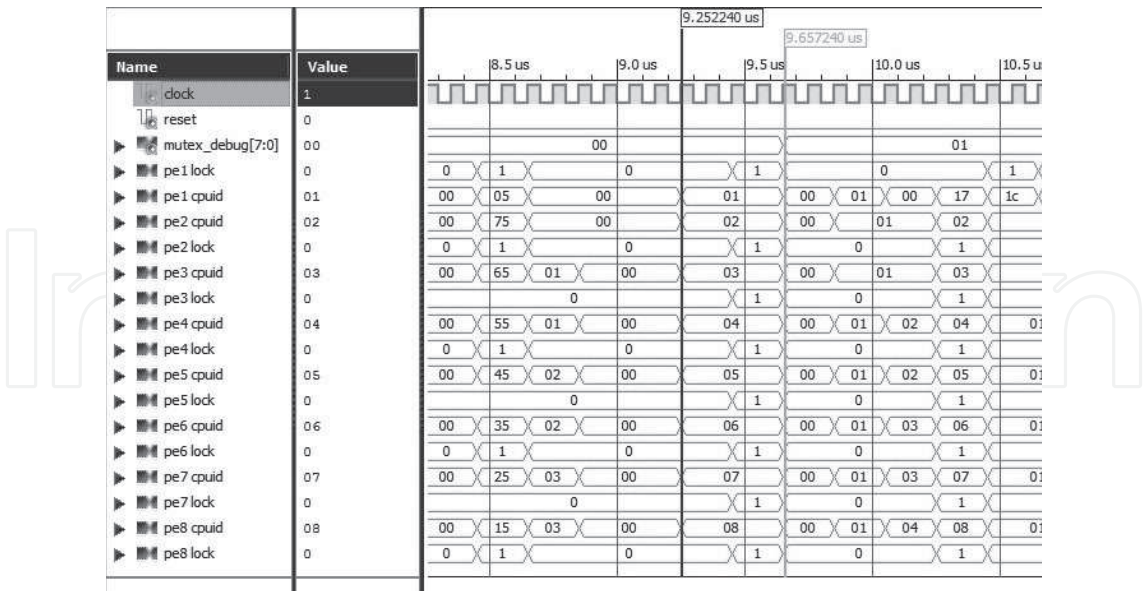 9.252240 us
9.657240 us
Name Value 8.5 us 9.0 us 9.5 us 10.0 us 10.5 u
clock 1
reset 0
mutex_debug[7:0] 00 00 01
pe1 lock 0 0 1 0 1 0 1
pe1 cpuid 01 00 05 00 01 00 01 00 17 1c
pe2 cpuid 02 00 75 00 02 00 01 02
pe2 lock 0 0 1 0 1 0 1
pe3 cpuid 03 00 65 01 00 03 00 01 03
pe3 lock 0 0 1 0 1
pe4 cpuid 04 00 55 01 00 04 00 01 02 04 01
pe4 lock 0 0 1 0 1 0 1
pe5 cpuid 05 00 45 02 00 05 00 01 02 05 01
pe5 lock 0 0 1 0 1
pe6 cpuid 06 00 35 02 00 06 00 01 03 06 01
pe6 lock 0 0 1 0 1 0 1
pe7 cpuid 07 00 25 03 00 07 00 01 03 07 01
pe7 lock 0 0 1 0 1
pe8 cpuid 08 00 15 03 00 08 00 01 04 08 01
pe8 lock 0 0 1 0 1 0 1